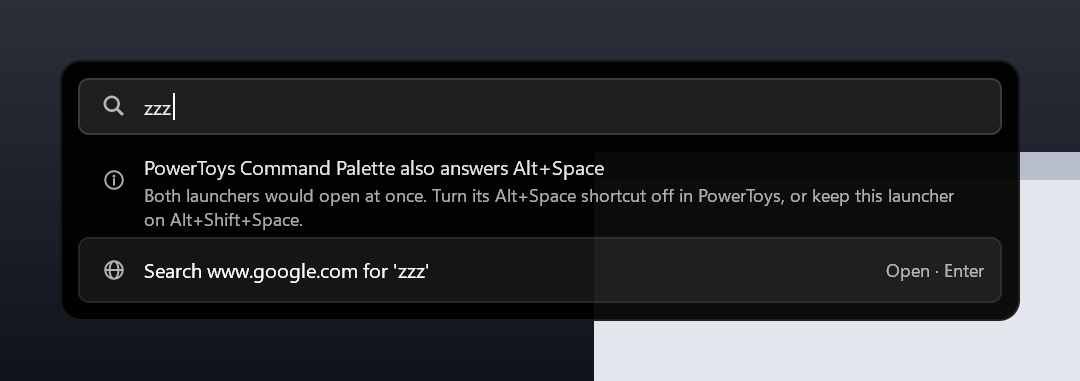 zzz
PowerToys Command Palette also answers Alt+Space
Both launchers would open at once. Turn its Alt+Space shortcut off in PowerToys, or keep this launcher
on Alt+Shift+Space.
Search www.google.com for 'zzz'
Open · Enter